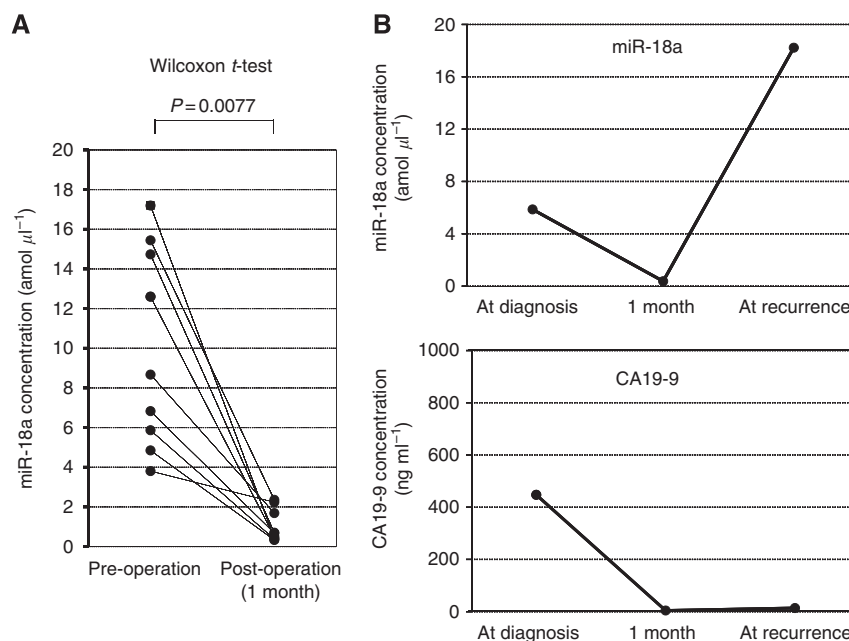 A
Wilcoxon t-test
P = 0.0077
20
18
16
14
12
10
8
6
4
2
0
miR-18a concentration (amol μl⁻¹)
Pre-operation
Post-operation
(1 month)
B
miR-18a
20
16
12
8
4
0
miR-18a concentration
(amol μl⁻¹)
At diagnosis
1 month
At recurrence
CA19-9
1000
800
600
400
200
0
CA19-9 concentration
(ng ml⁻¹)
At diagnosis
1 month
At recurrence